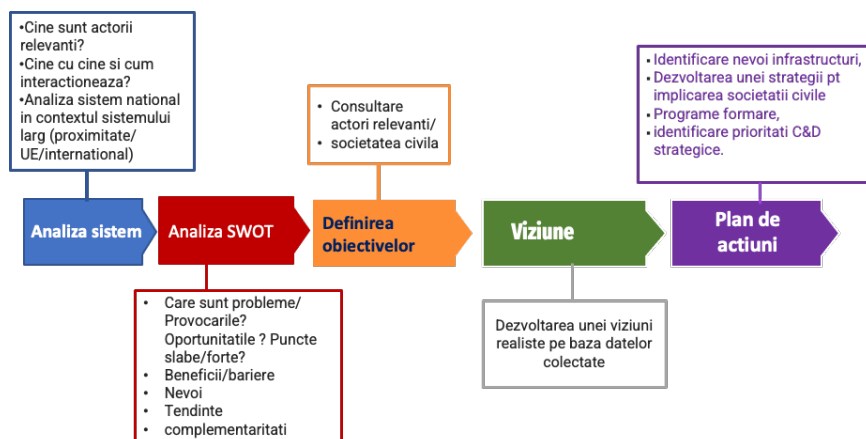 •Cine sunt actorii
relevanti?
•Cine cu cine si cum
interactioneaza?
•Analiza sistem national
in contextul sistemului
larg (proximitate/
UE/international)
• Consultare
actori relevanti/
• societatea civila
▪ Identificare nevoi infrastructuri,
▪ Dezvoltarea unei strategii pt
implicarea societatii civile
▪ Programe formare,
▪ identificare prioritati C&D
strategice.
Analiza sistem
Analiza SWOT
Definirea
obiectivelor
Viziune
Plan de
actiuni
• Care sunt probleme/
Provocarile?
Oportunitatile ? Puncte
slabe/forte?
• Beneficii/bariere
• Nevoi
• Tendinte
• complementaritati
Dezvoltarea unei viziuni
realiste pe baza datelor
colectate